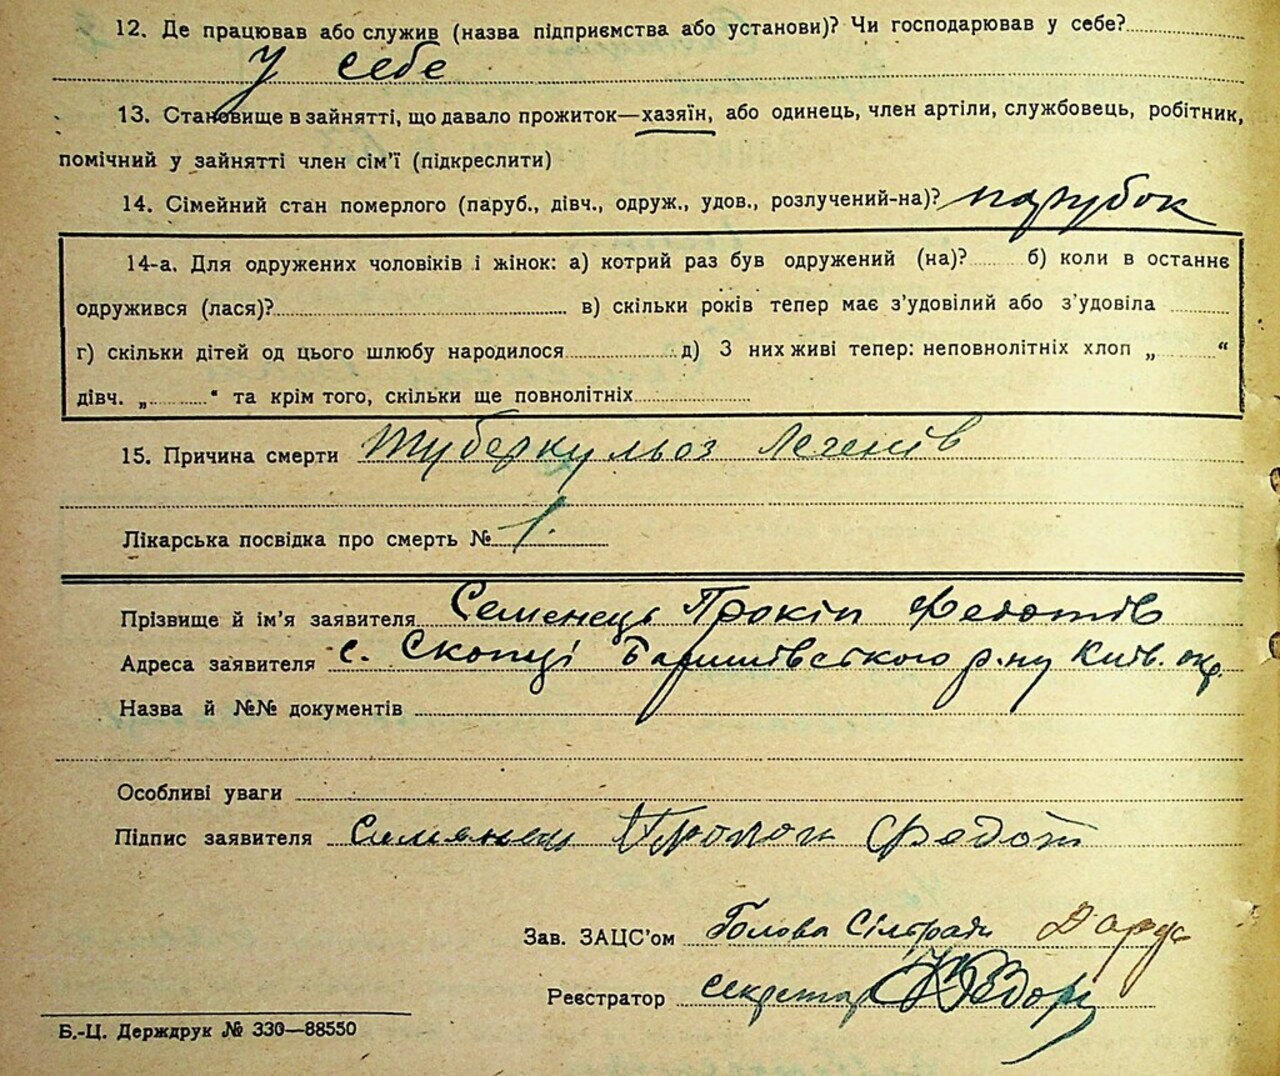 12. Де працював або служив (назва підприємства або установи)? Чи господарював у себе?
у себе
13. Становище в зайнятті, що давало прожиток—хазяїн, або одинець, член артіли, службовець, робітник,
помічний у зайнятті член сім'ї (підкреслити)
14. Сімейний стан померлого (паруб., дівч., одруж., удов., розлучений-на)? парубок
14-а. Для одружених чоловіків і жінок: а) котрий раз був одружений (на)? б) коли в останнє
одружився (лася)? в) скільки років тепер має з'удовілий або з'удовіла
г) скільки дітей од цього шлюбу народилося д) З них живі тепер: неповнолітніх хлоп „ “
дівч. „ “ та крім того, скільки ще повнолітніх
15. Причина смерти туберкульоз легенів
Лікарська посвідка про смерть № 1.
Прізвище й ім'я заявителя Семенець Прокіп Федотів
Адреса заявителя с. Скопці Баришівського р-ну Київ. окр.
Назва й №№ документів
Особливі уваги
Підпис заявителя Семенец Федот
Зав. ЗАЦС'ом Голова Сілради
Реєстратор секретар
Б.-Ц. Держдрук № 330—88550